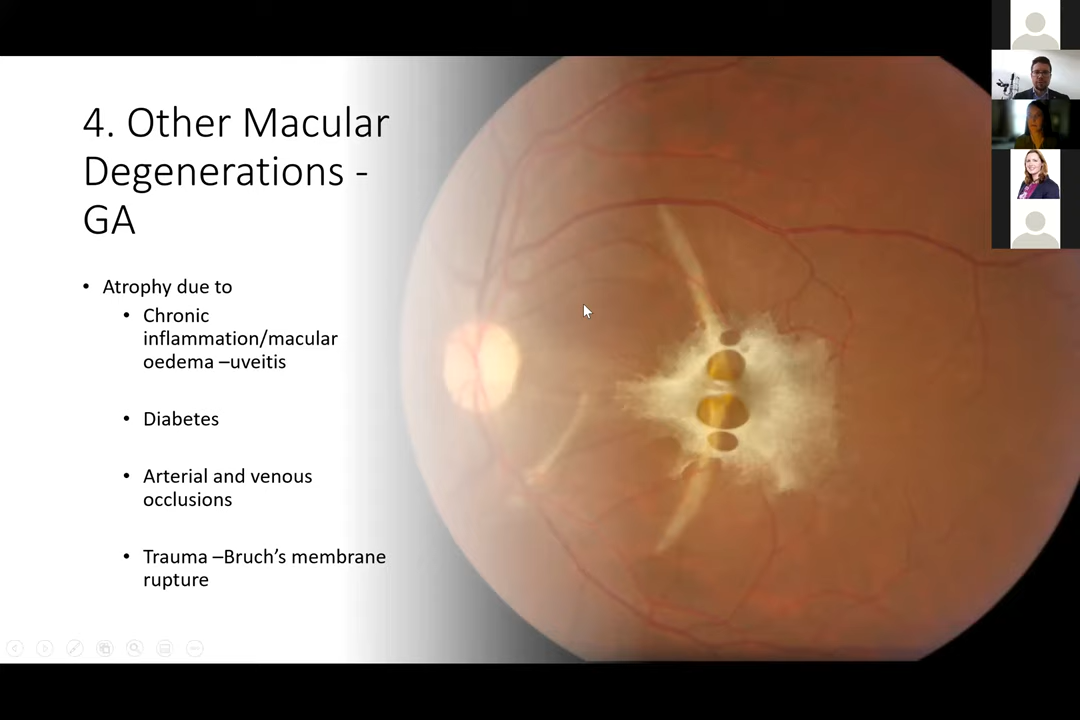 4. Other Macular
Degenerations -
GA
• Atrophy due to
• Chronic
inflammation/macular
oedema –uveitis
• Diabetes
• Arterial and venous
occlusions
• Trauma –Bruch’s membrane
rupture